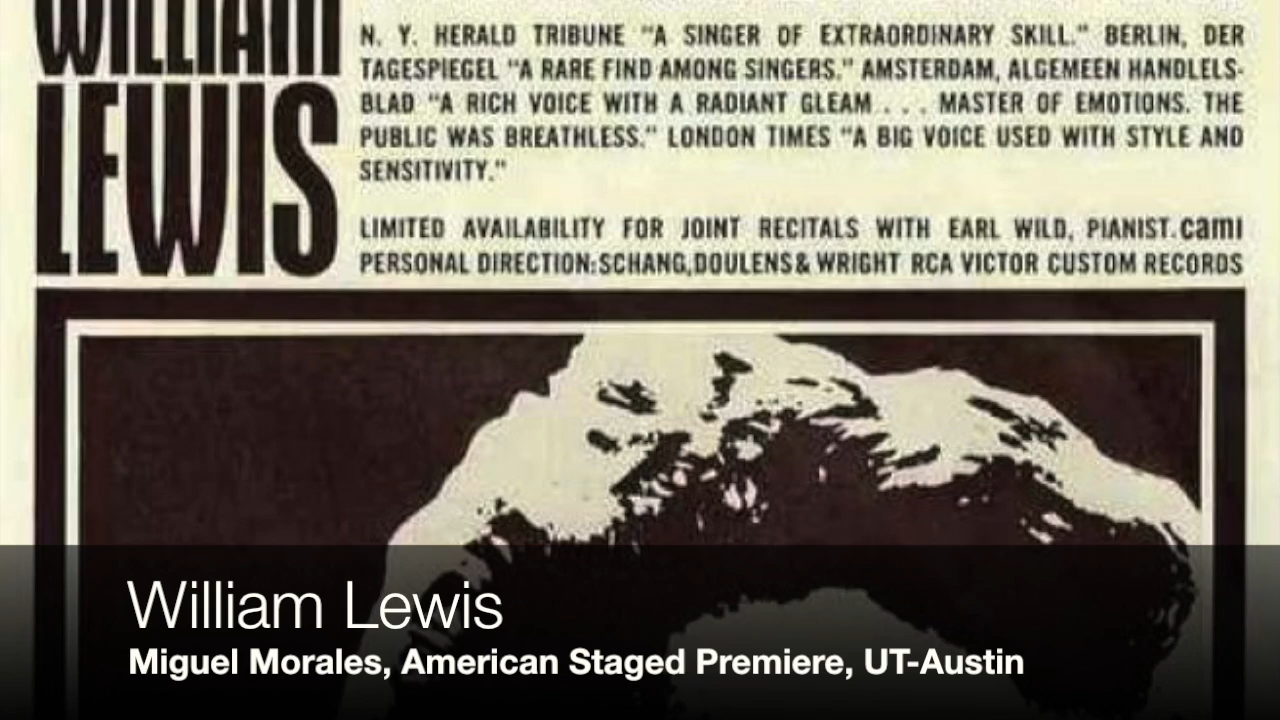 WILLIAM
LEWIS
N. Y. HERALD TRIBUNE "A SINGER OF EXTRAORDINARY SKILL." BERLIN, DER
TAGESPIEGEL "A RARE FIND AMONG SINGERS." AMSTERDAM, ALGEMEEN HANDLELS-
BLAD "A RICH VOICE WITH A RADIANT GLEAM . . . MASTER OF EMOTIONS. THE
PUBLIC WAS BREATHLESS." LONDON TIMES "A BIG VOICE USED WITH STYLE AND
SENSITIVITY."
LIMITED AVAILABILITY FOR JOINT RECITALS WITH EARL WILD, PIANIST. cami
PERSONAL DIRECTION: SCHANG, DOULENS & WRIGHT RCA VICTOR CUSTOM RECORDS
William Lewis
Miguel Morales, American Staged Premiere, UT-Austin